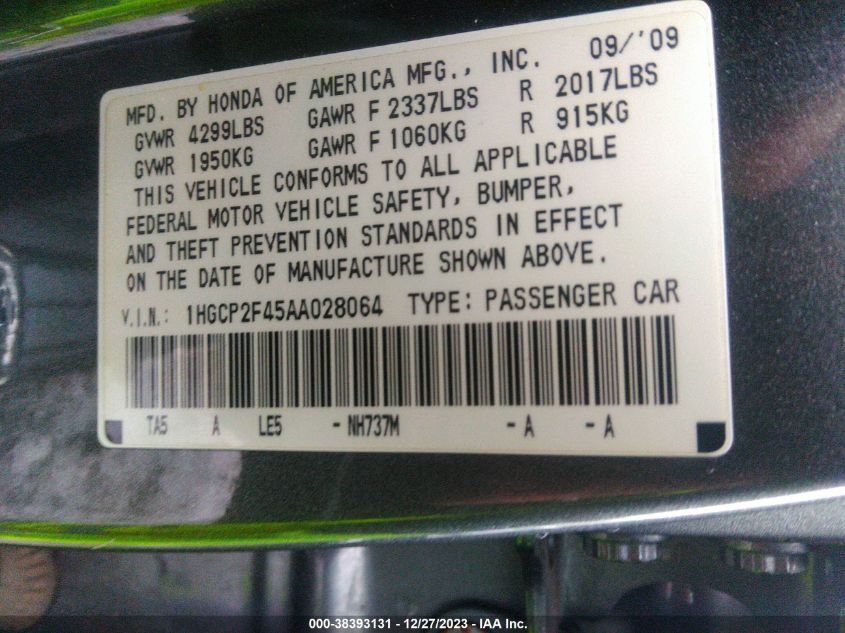 MFD. BY HONDA OF AMERICA MFG., INC. 09/'09
GVWR 4299LBS GAWR F 2337LBS R 2017LBS
GVWR 1950KG GAWR F 1060KG R 915KG
THIS VEHICLE CONFORMS TO ALL APPLICABLE
FEDERAL MOTOR VEHICLE SAFETY, BUMPER,
AND THEFT PREVENTION STANDARDS IN EFFECT
ON THE DATE OF MANUFACTURE SHOWN ABOVE.
V.I.N.: 1HGCP2F45AA028064 TYPE: PASSENGER CAR
TA5 A LE5 - NH737M - A - A
000-38393131 - 12/27/2023 - IAA Inc.